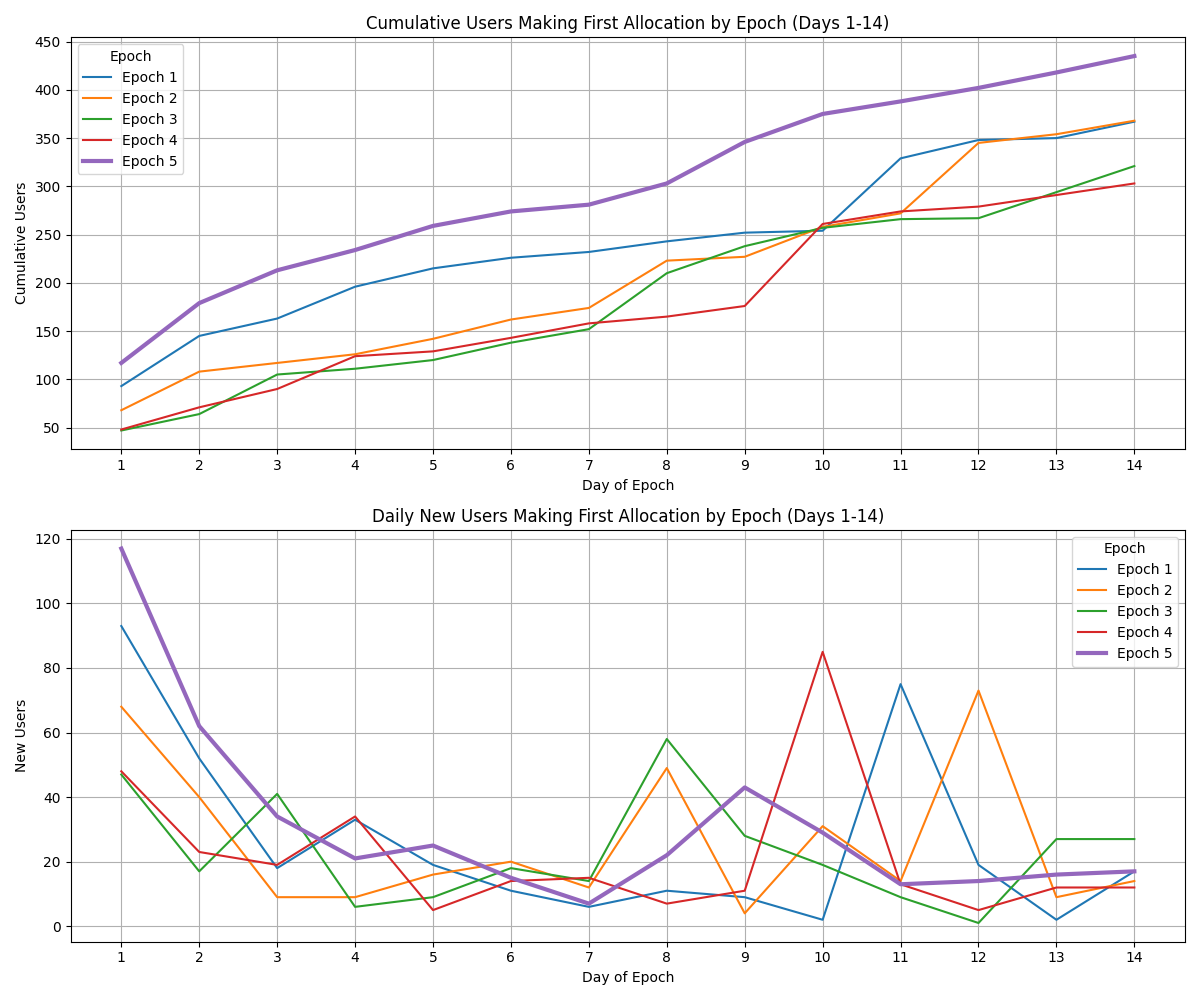 Cumulative Users Making First Allocation by Epoch (Days 1-14)
Cumulative Users
450
400
350
300
250
200
150
100
50
Epoch
Epoch 1
Epoch 2
Epoch 3
Epoch 4
Epoch 5
1 2 3 4 5 6 7 8 9 10 11 12 13 14
Day of Epoch
Daily New Users Making First Allocation by Epoch (Days 1-14)
New Users
120
100
80
60
40
20
0
Epoch
Epoch 1
Epoch 2
Epoch 3
Epoch 4
Epoch 5
1 2 3 4 5 6 7 8 9 10 11 12 13 14
Day of Epoch